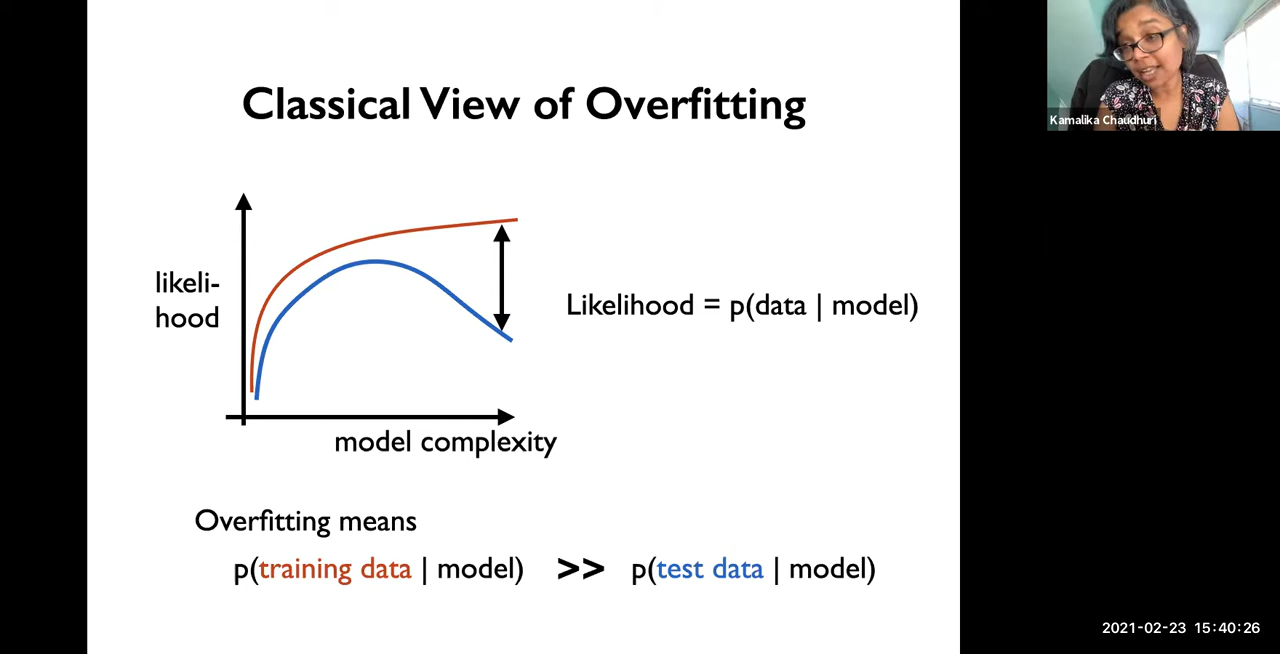 Classical View of Overfitting
Kamalika Chaudhuri
likeli-
hood
Likelihood = p(data | model)
model complexity
Overfitting means
p(training data | model) >> p(test data | model)
2021-02-23 15:40:26